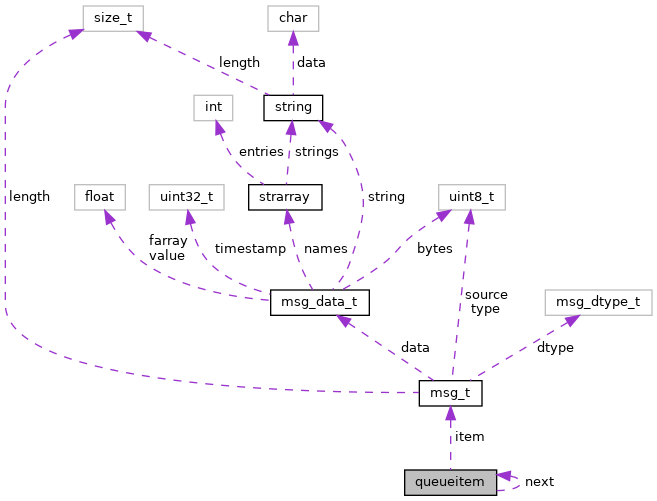 size_t
char
length
data
int
string
entries
strings
length
float
uint32_t
strarray
string
uint8_t
farray
value
timestamp
names
bytes
msg_data_t
source
type
msg_dtype_t
data
dtype
msg_t
item
queueitem
next